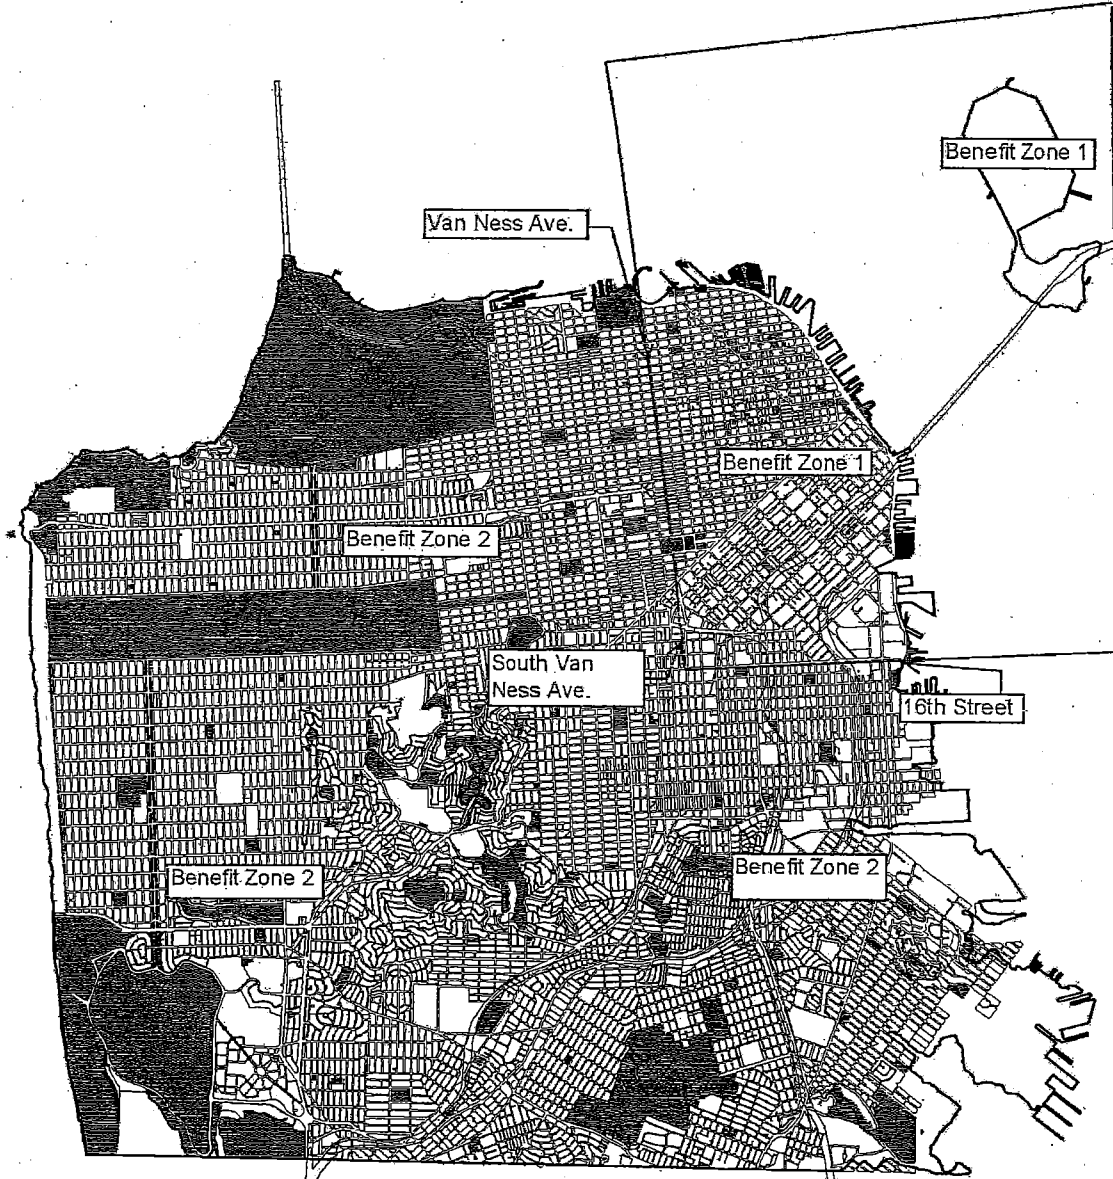 Benefit Zone 1
Van Ness Ave.
Benefit Zone 1
Benefit Zone 2
South Van
Ness Ave.
16th Street
Benefit Zone 2
Benefit Zone 2